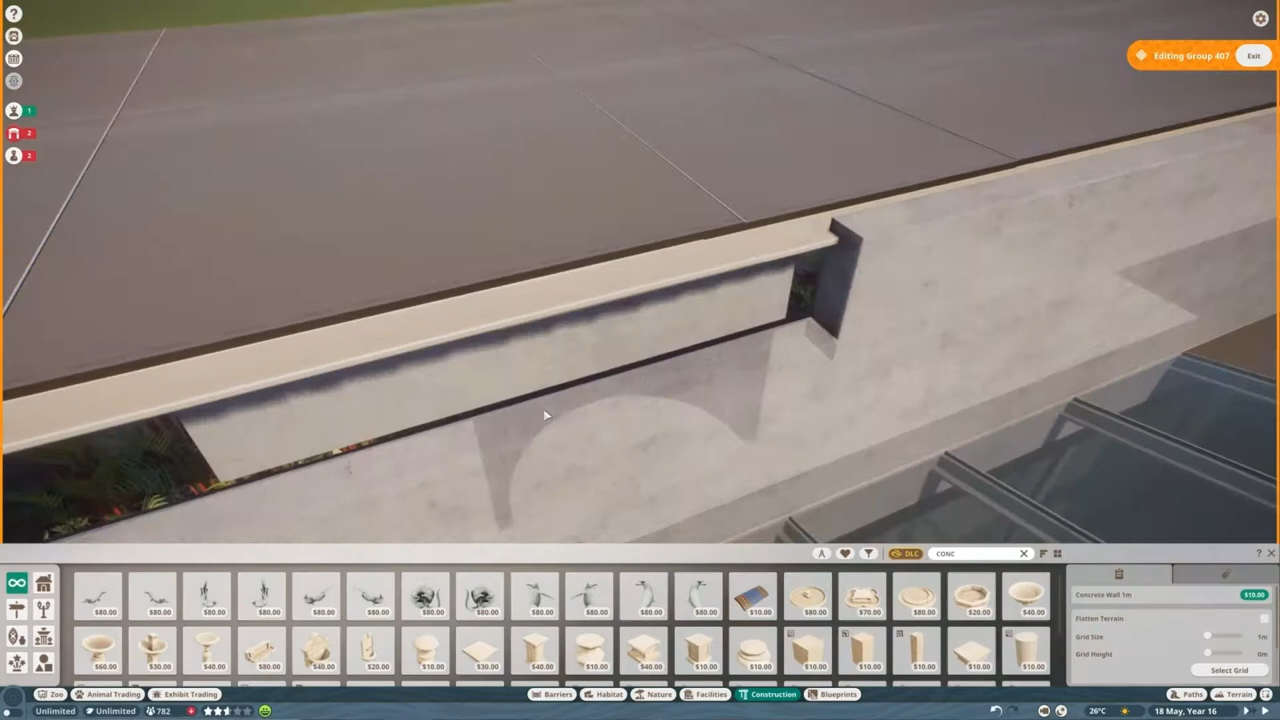 ?
Editing Group 407
Exit
1
2
2
DLC
CONC
?
$80.00 $80.00 $80.00 $80.00 $80.00 $80.00 $80.00 $80.00 $80.00 $80.00 $80.00 $80.00 $10.00 $80.00 $70.00 $80.00 $20.00 $40.00
$60.00 $30.00 $40.00 $80.00 $40.00 $20.00 $10.00 $30.00 $40.00 $10.00 $40.00 $10.00 $10.00 $10.00 $10.00 $10.00 $10.00 $10.00
Concrete Wall 1m
$10.00
Flatten Terrain
Grid Size
1m
Grid Height
0m
Select Grid
Zoo
Animal Trading
Exhibit Trading
Barriers
Habitat
Nature
Facilities
Construction
Blueprints
Paths
Terrain
Unlimited
Unlimited
782
26°C
18 May, Year 16